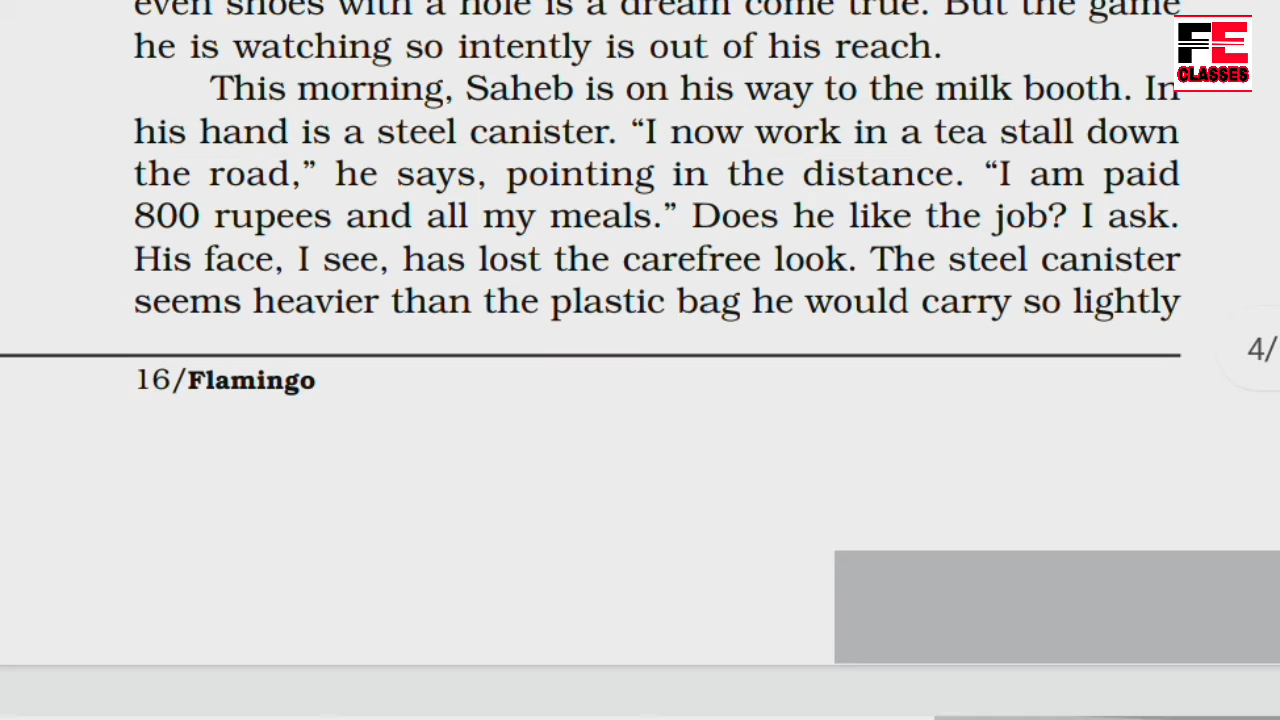 even shoes with a hole is a dream come true. But the game
he is watching so intently is out of his reach.
This morning, Saheb is on his way to the milk booth. In
his hand is a steel canister. “I now work in a tea stall down
the road,” he says, pointing in the distance. “I am paid
800 rupees and all my meals.” Does he like the job? I ask.
His face, I see, has lost the carefree look. The steel canister
seems heavier than the plastic bag he would carry so lightly
16/Flamingo
4/
FE
CLASSES